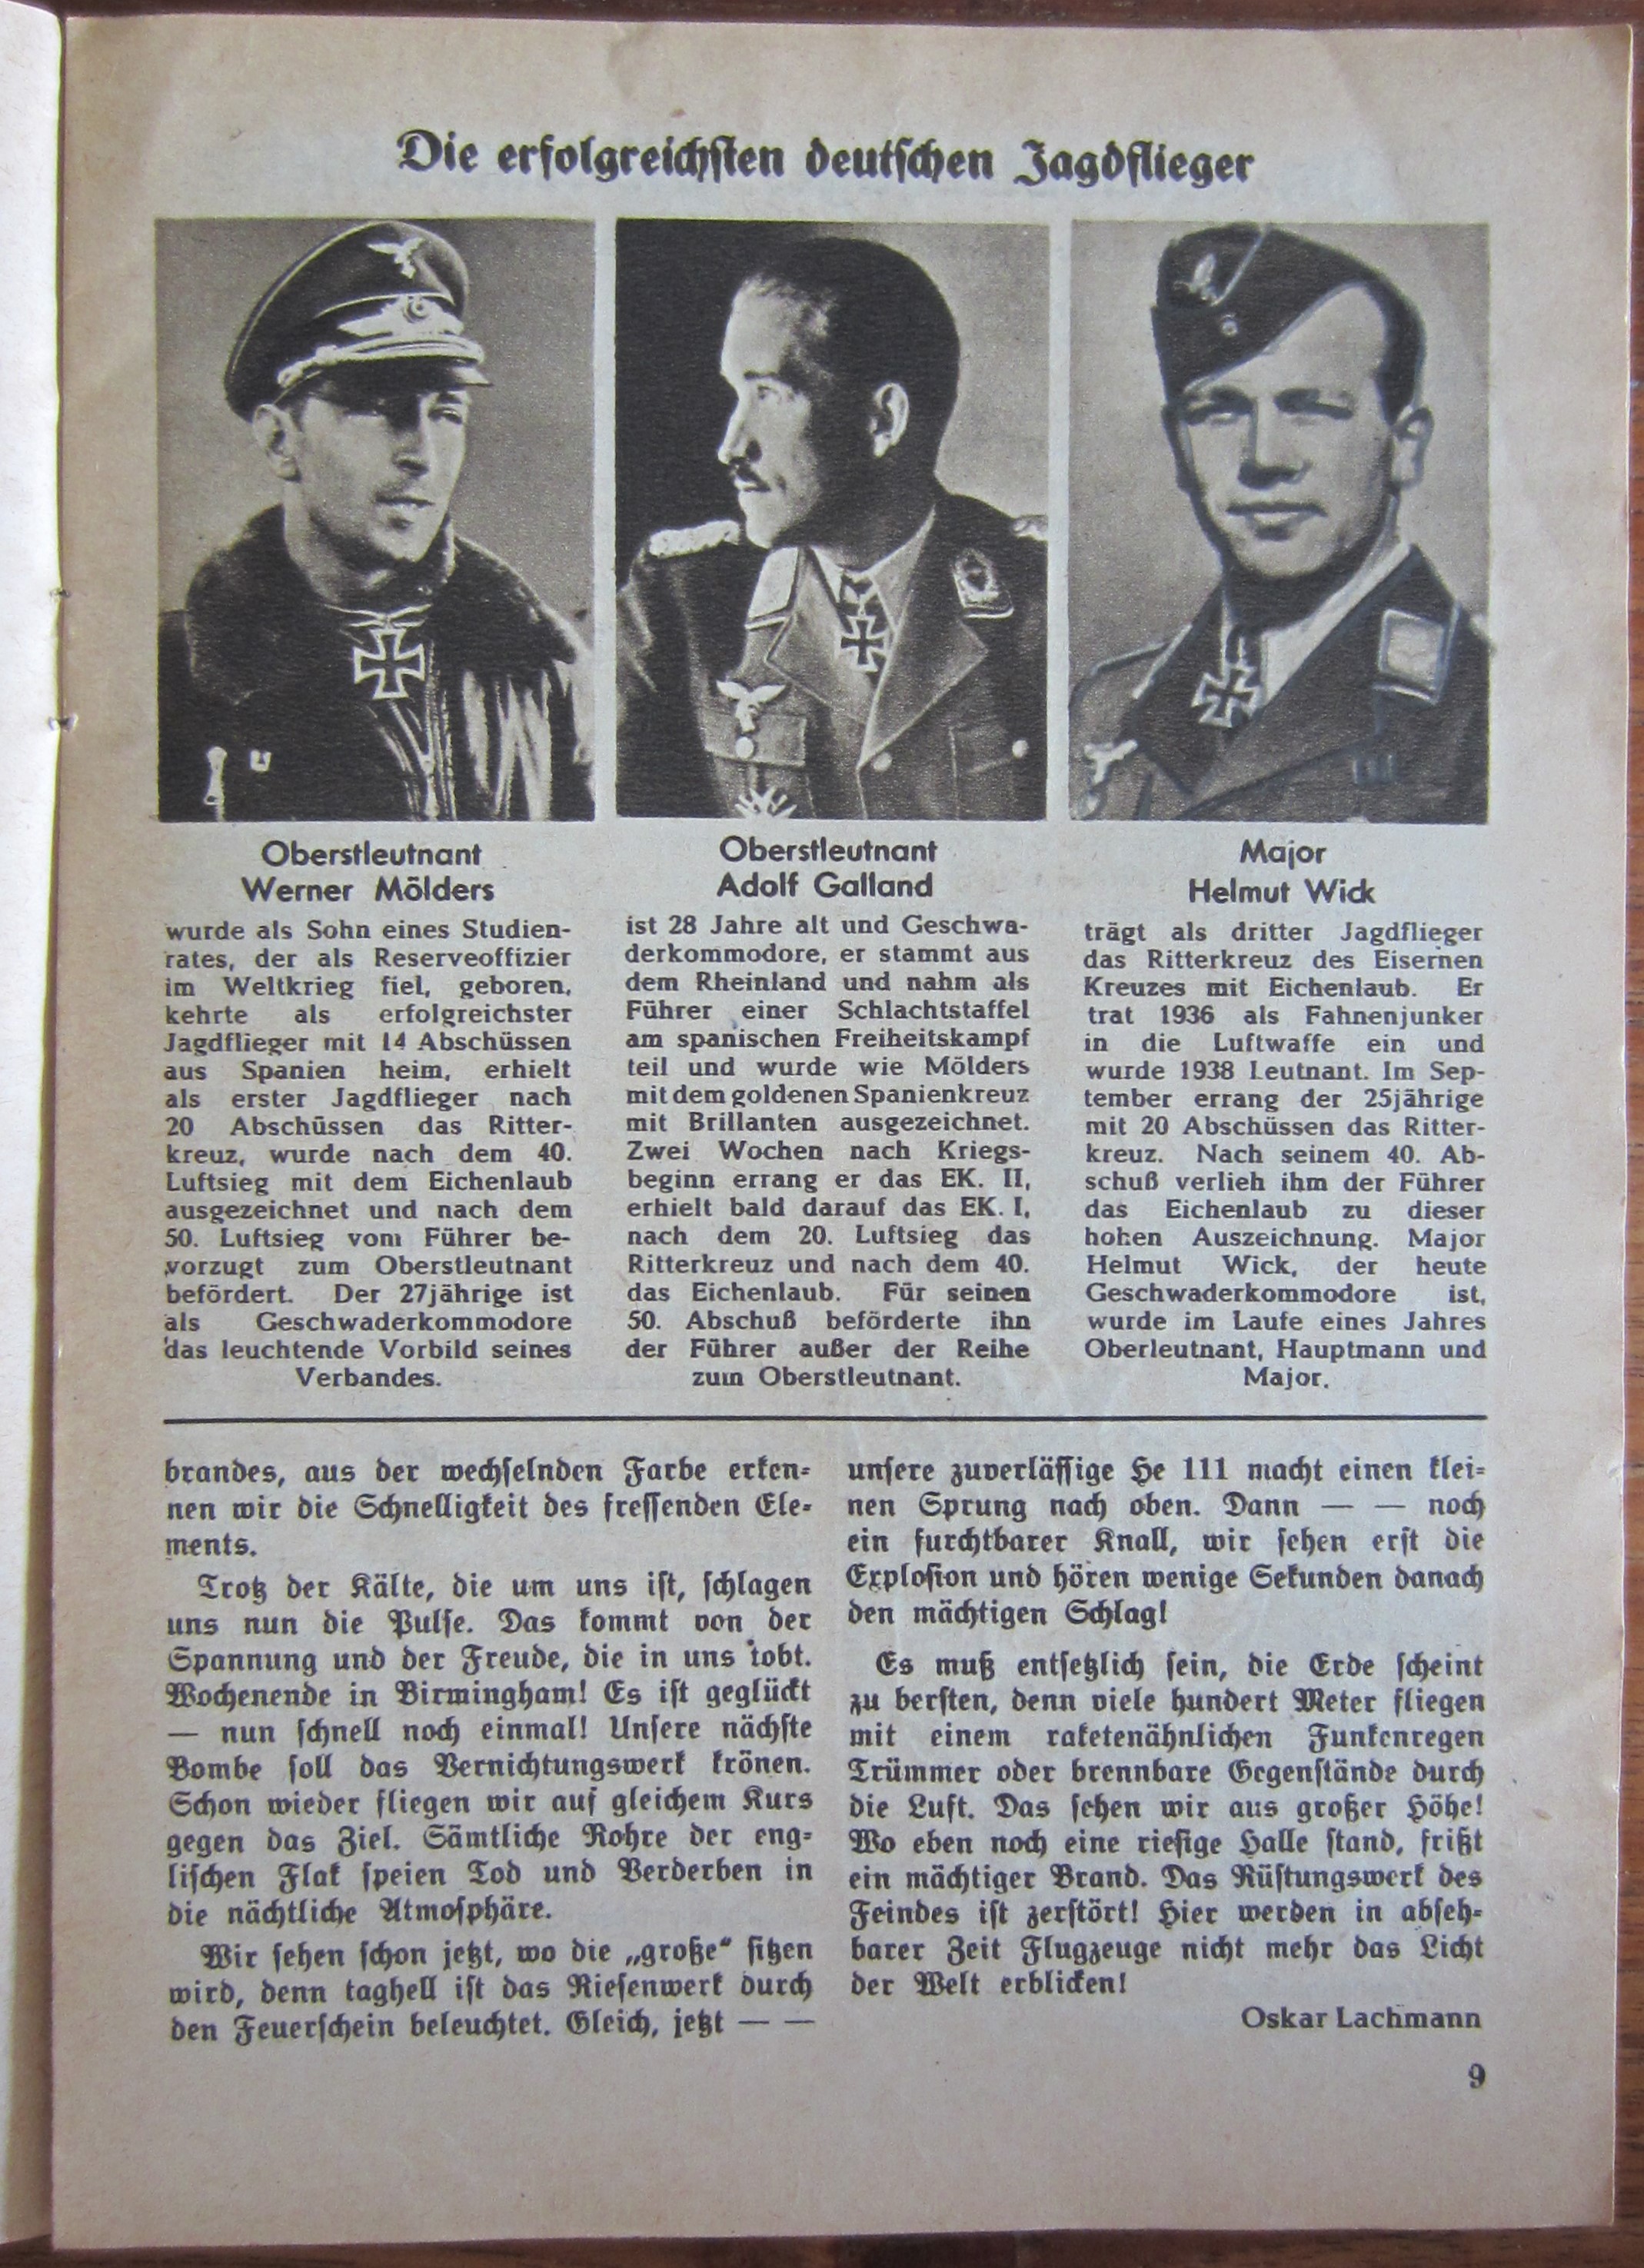 Die erfolgreichsten deutschen Jagdflieger
Oberstleutnant
Werner Mölders
wurde als Sohn eines Studien-
rates, der als Reserveoffizier
im Weltkrieg fiel, geboren,
kehrte als erfolgreichster
Jagdflieger mit 14 Abschüssen
aus Spanien heim, erhielt
als erster Jagdflieger nach
20 Abschüssen das Ritter-
kreuz, wurde nach dem 40.
Luftsieg mit dem Eichenlaub
ausgezeichnet und nach dem
50. Luftsieg vom Führer be-
vorzugt zum Oberstleutnant
befördert. Der 27jährige ist
als Geschwaderkommodore
das leuchtende Vorbild seines
Verbandes.
Oberstleutnant
Adolf Galland
ist 28 Jahre alt und Geschwa-
derkommodore, er stammt aus
dem Rheinland und nahm als
Führer einer Schlachtstaffel
am spanischen Freiheitskampf
teil und wurde wie Mölders
mit dem goldenen Spanienkreuz
mit Brillanten ausgezeichnet.
Zwei Wochen nach Kriegs-
beginn errang er das EK. II,
erhielt bald darauf das EK. I,
nach dem 20. Luftsieg das
Ritterkreuz und nach dem 40.
das Eichenlaub. Für seinen
50. Abschuß beförderte ihn
der Führer außer der Reihe
zum Oberstleutnant.
Major
Helmut Wick
trägt als dritter Jagdflieger
das Ritterkreuz des Eisernen
Kreuzes mit Eichenlaub. Er
trat 1936 als Fahnenjunker
in die Luftwaffe ein und
wurde 1938 Leutnant. Im Sep-
tember errang der 25jährige
mit 20 Abschüssen das Ritter-
kreuz. Nach seinem 40. Ab-
schuß verlieh ihm der Führer
das Eichenlaub zu dieser
hohen Auszeichnung. Major
Helmut Wick, der heute
Geschwaderkommodore ist,
wurde im Laufe eines Jahres
Oberleutnant, Hauptmann und
Major.
brandes, aus der wechselnden Farbe erken-
nen wir die Schnelligkeit des fressenden Ele-
ments.
Trotz der Kälte, die um uns ist, schlagen
uns nun die Pulse. Das kommt von der
Spannung und der Freude, die in uns tobt.
Wochenende in Birmingham! Es ist geglückt
— nun schnell noch einmal! Unsere nächste
Bombe soll das Vernichtungswerk krönen.
Schon wieder fliegen wir auf gleichem Kurs
gegen das Ziel. Sämtliche Rohre der eng-
lischen Flak speien Tod und Verderben in
die nächtliche Atmosphäre.
Wir sehen schon jetzt, wo die „große“ sitzen
wird, denn taghell ist das Riesenwerk durch
den Feuerschein beleuchtet. Gleich, jetzt — —
unsere zuverlässige He 111 macht einen klei-
nen Sprung nach oben. Dann — — noch
ein furchtbarer Knall, wir sehen erst die
Explosion und hören wenige Sekunden danach
den mächtigen Schlag!
Es muß entsetzlich sein, die Erde scheint
zu bersten, denn viele hundert Meter fliegen
mit einem raketenähnlichen Funkenregen
Trümmer oder brennbare Gegenstände durch
die Luft. Das sehen wir aus großer Höhe!
Wo eben noch eine riesige Halle stand, frißt
ein mächtiger Brand. Das Rüstungswerk des
Feindes ist zerstört! Hier werden in abseh-
barer Zeit Flugzeuge nicht mehr das Licht
der Welt erblicken!
Oskar Lachmann
9